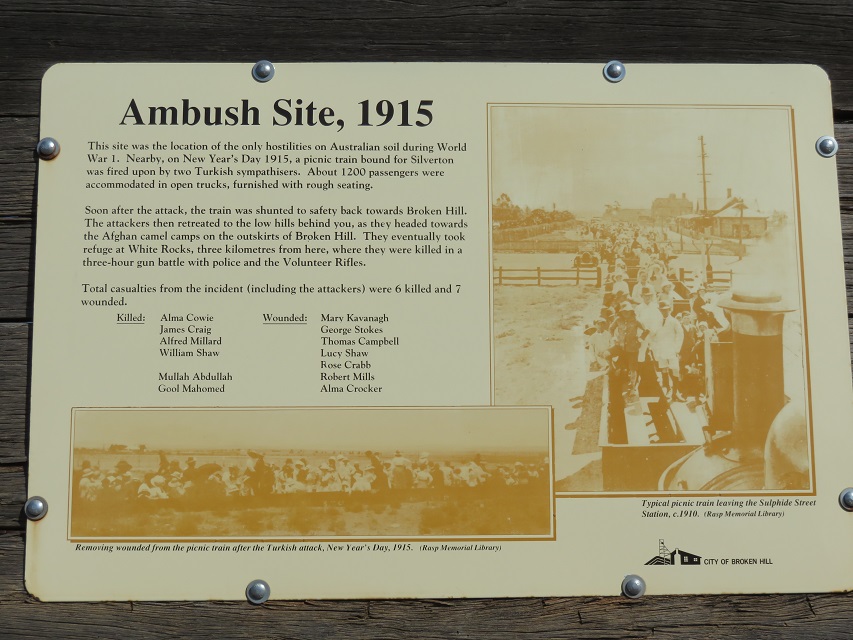 Ambush Site, 1915
This site was the location of the only hostilities on Australian soil during World
War 1. Nearby, on New Year's Day 1915, a picnic train bound for Silverton
was fired upon by two Turkish sympathisers. About 1200 passengers were
accommodated in open trucks, furnished with rough seating.
Soon after the attack, the train was shunted to safety back towards Broken Hill.
The attackers then retreated to the low hills behind you, as they headed towards
the Afghan camel camps on the outskirts of Broken Hill. They eventually took
refuge at White Rocks, three kilometres from here, where they were killed in a
three-hour gun battle with police and the Volunteer Rifles.
Total casualties from the incident (including the attackers) were 6 killed and 7
wounded.
Killed: Alma Cowie
James Craig
Alfred Millard
William Shaw
Mullah Abdullah
Gool Mahomed
Wounded: Mary Kavanagh
George Stokes
Thomas Campbell
Lucy Shaw
Rose Crabb
Robert Mills
Alma Crocker
Removing wounded from the picnic train after the Turkish attack, New Year's Day, 1915. (Rasp Memorial Library)
Typical picnic train leaving the Sulphide Street
Station, c.1910. (Rasp Memorial Library)
CITY OF BROKEN HILL